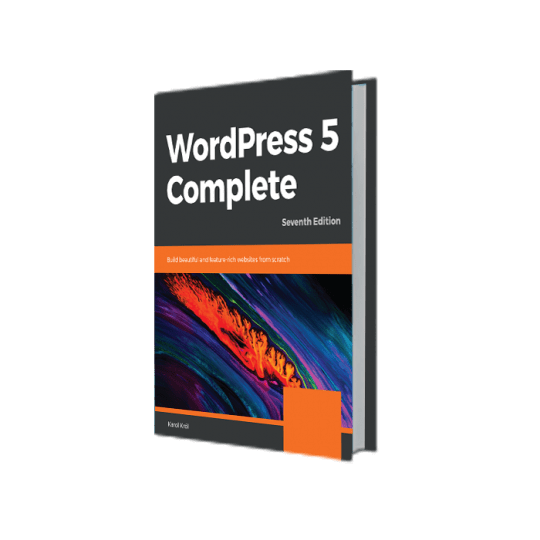 WordPress 5
Complete
Seventh Edition
Build beautiful and feature-rich websites from scratch
Karol Król